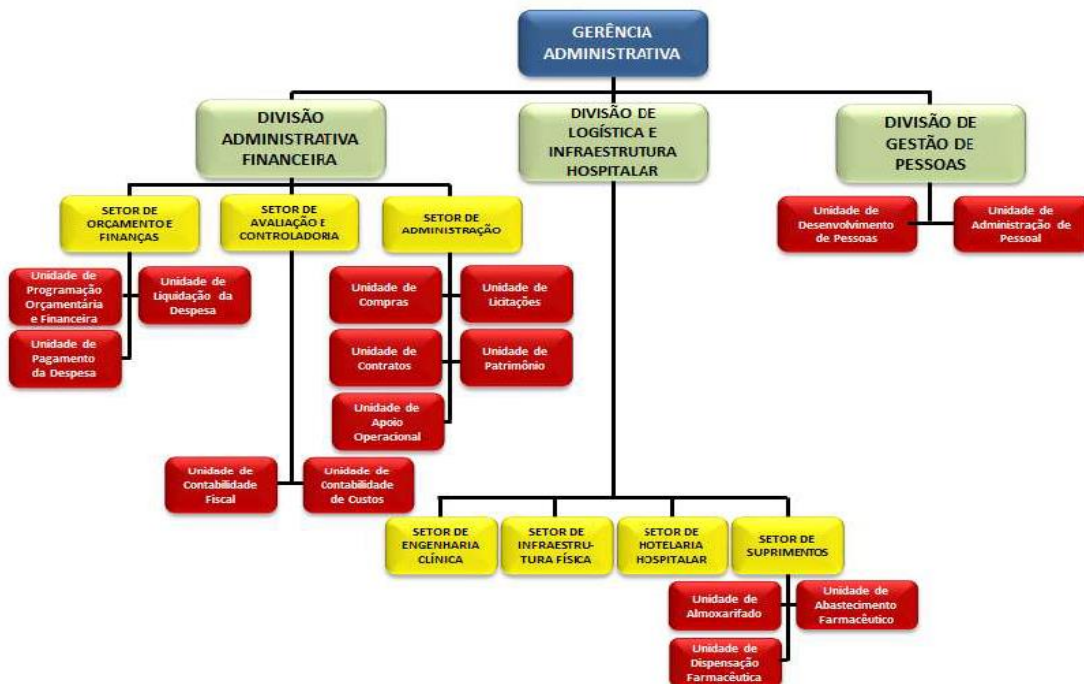 GERÊNCIA
ADMINISTRATIVA
DIVISÃO
ADMINISTRATIVA
FINANCEIRA
DIVISÃO DE
LOGÍSTICA E
INFRAESTRUTURA
HOSPITALAR
DIVISÃO DE
GESTÃO DE
PESSOAS
SETOR DE
ORÇAMENTO E
FINANÇAS
SETOR DE
AVALIAÇÃO E
CONTROLADORIA
SETOR DE
ADMINISTRAÇÃO
Unidade de
Desenvolvimento
de Pessoas
Unidade de
Administração de
Pessoal
Unidade de
Programação
Orçamentária
e Financeira
Unidade de
Liquidação da
Despesa
Unidade de
Pagamento
da Despesa
Unidade de
Compras
Unidade de
Licitações
Unidade de
Contratos
Unidade de
Patrimônio
Unidade de
Apoio
Operacional
Unidade de
Contabilidade
Fiscal
Unidade de
Contabilidade
de Custos
SETOR DE
ENGENHARIA
CLÍNICA
SETOR DE
INFRAESTRU-
TURA FÍSICA
SETOR DE
HOTELARIA
HOSPITALAR
SETOR DE
SUPRIMENTOS
Unidade de
Almoxarifado
Unidade de
Abastecimento
Farmacêutico
Unidade de
Dispensação
Farmacêutica